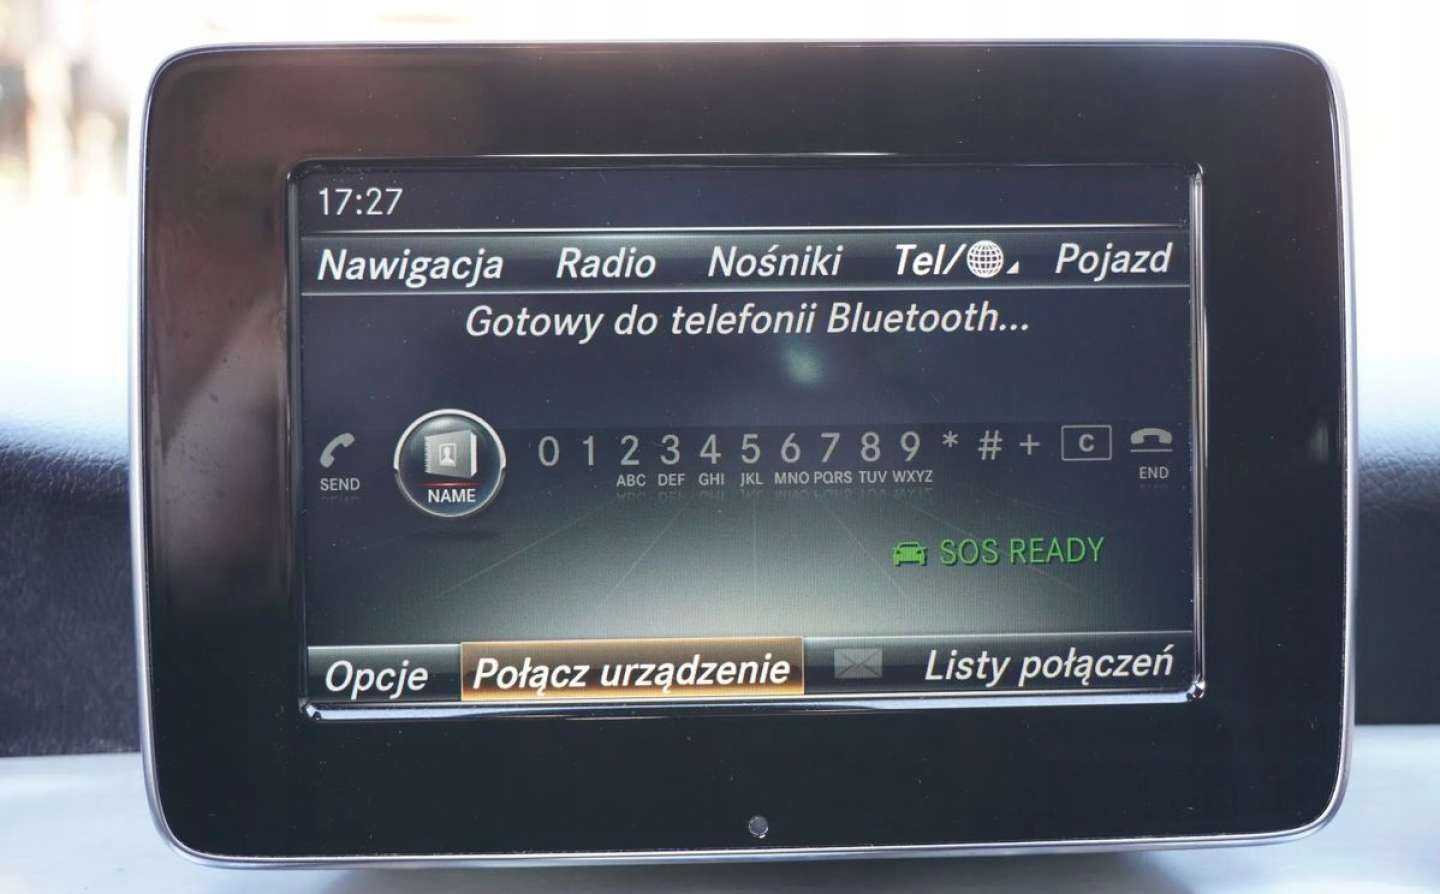 17:27
Nawigacja Radio Nośniki Tel/ Pojazd
Gotowy do telefonii Bluetooth...
SEND NAME 0 1 2 3 4 5 6 7 8 9 * # + C END
ABC DEF GHI JKL MNO PQRS TUV WXYZ
SOS READY
Opcje Połącz urządzenie Listy połączeń